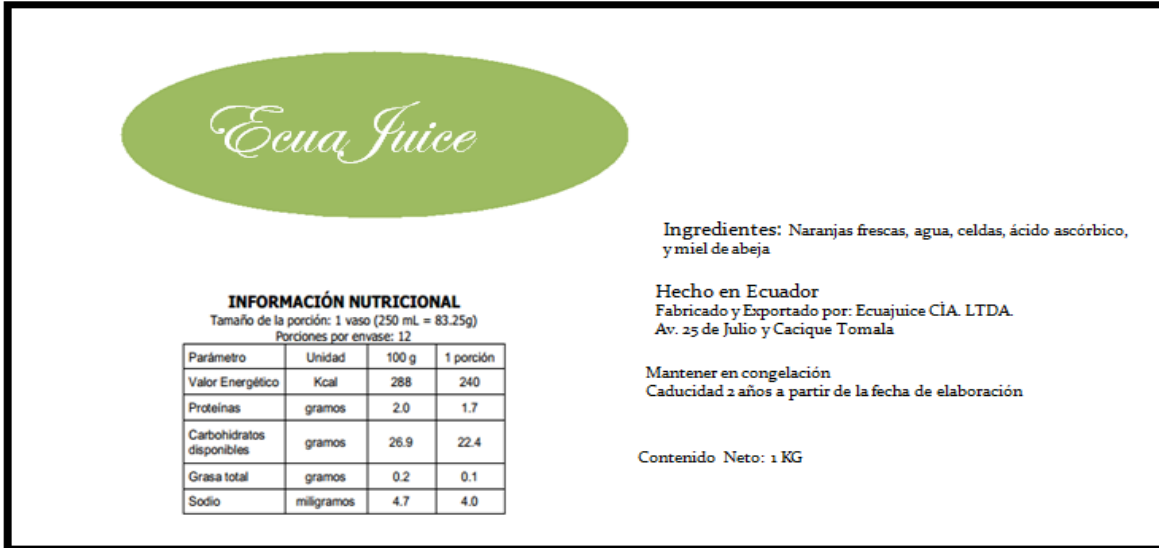 Ecua Juice
INFORMACIÓN NUTRICIONAL
Tamaño de la porción: 1 vaso (250 mL = 83.25g)
Porciones por envase: 12
Parámetro Unidad 100 g 1 porción
Valor Energético Kcal 288 240
Proteínas gramos 2.0 1.7
Carbohidratos
disponibles gramos 26.9 22.4
Grasa total gramos 0.2 0.1
Sodio miligramos 4.7 4.0
Ingredientes: Naranjas frescas, agua, celdas, ácido ascórbico,
y miel de abeja
Hecho en Ecuador
Fabricado y Exportado por: Ecuajuice CÍA. LTDA.
Av. 25 de Julio y Cacique Tomala
Mantener en congelación
Caducidad 2 años a partir de la fecha de elaboración
Contenido Neto: 1 KG